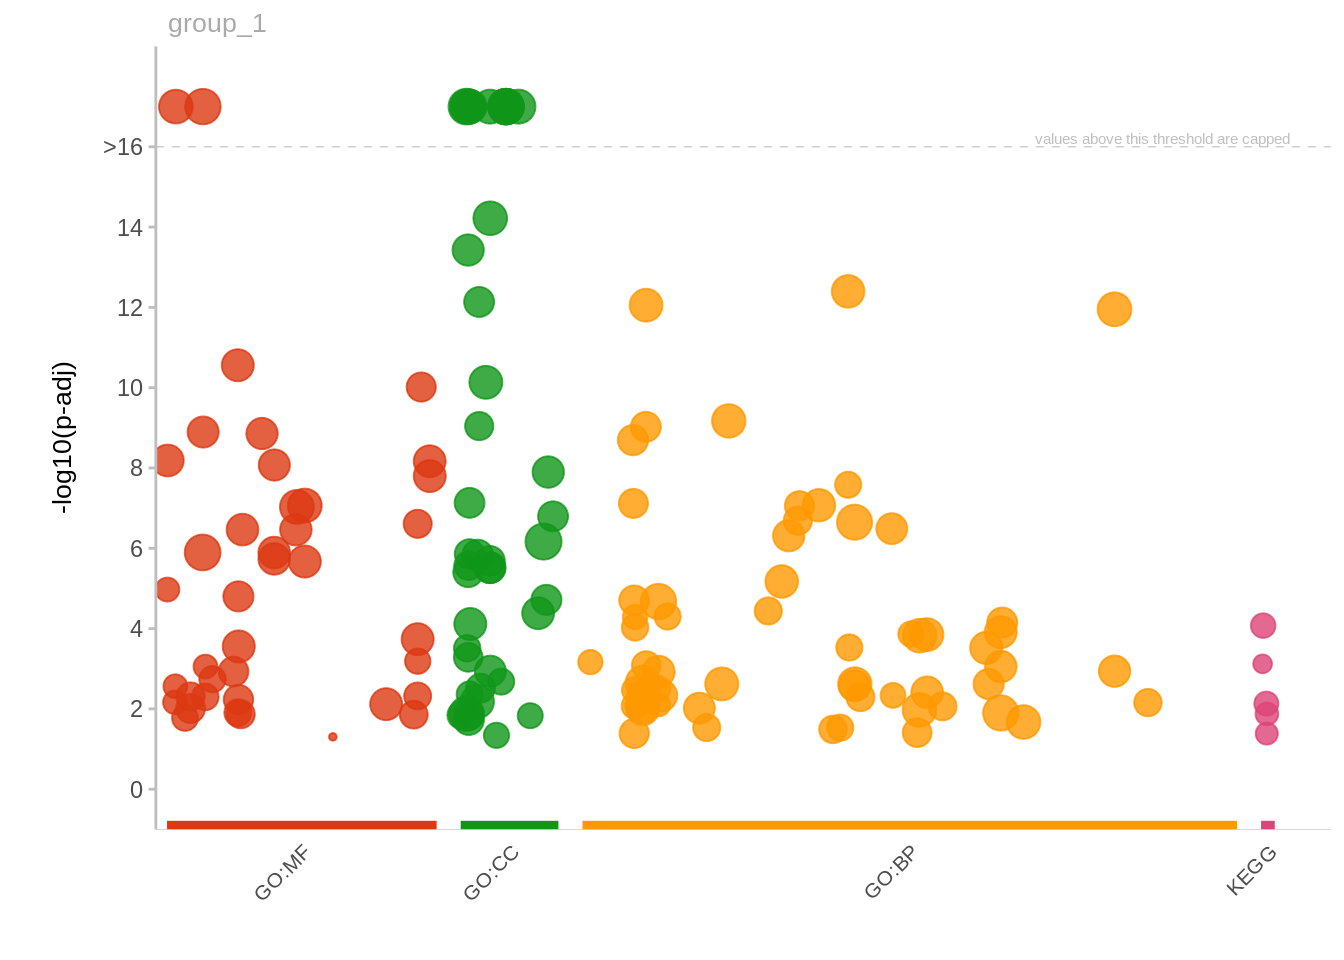 group_1
values above this threshold are capped
>16
14
12
10
8
6
4
2
0
-log10(p-adj)
GO:MF
GO:CC
GO:BP
KEGG